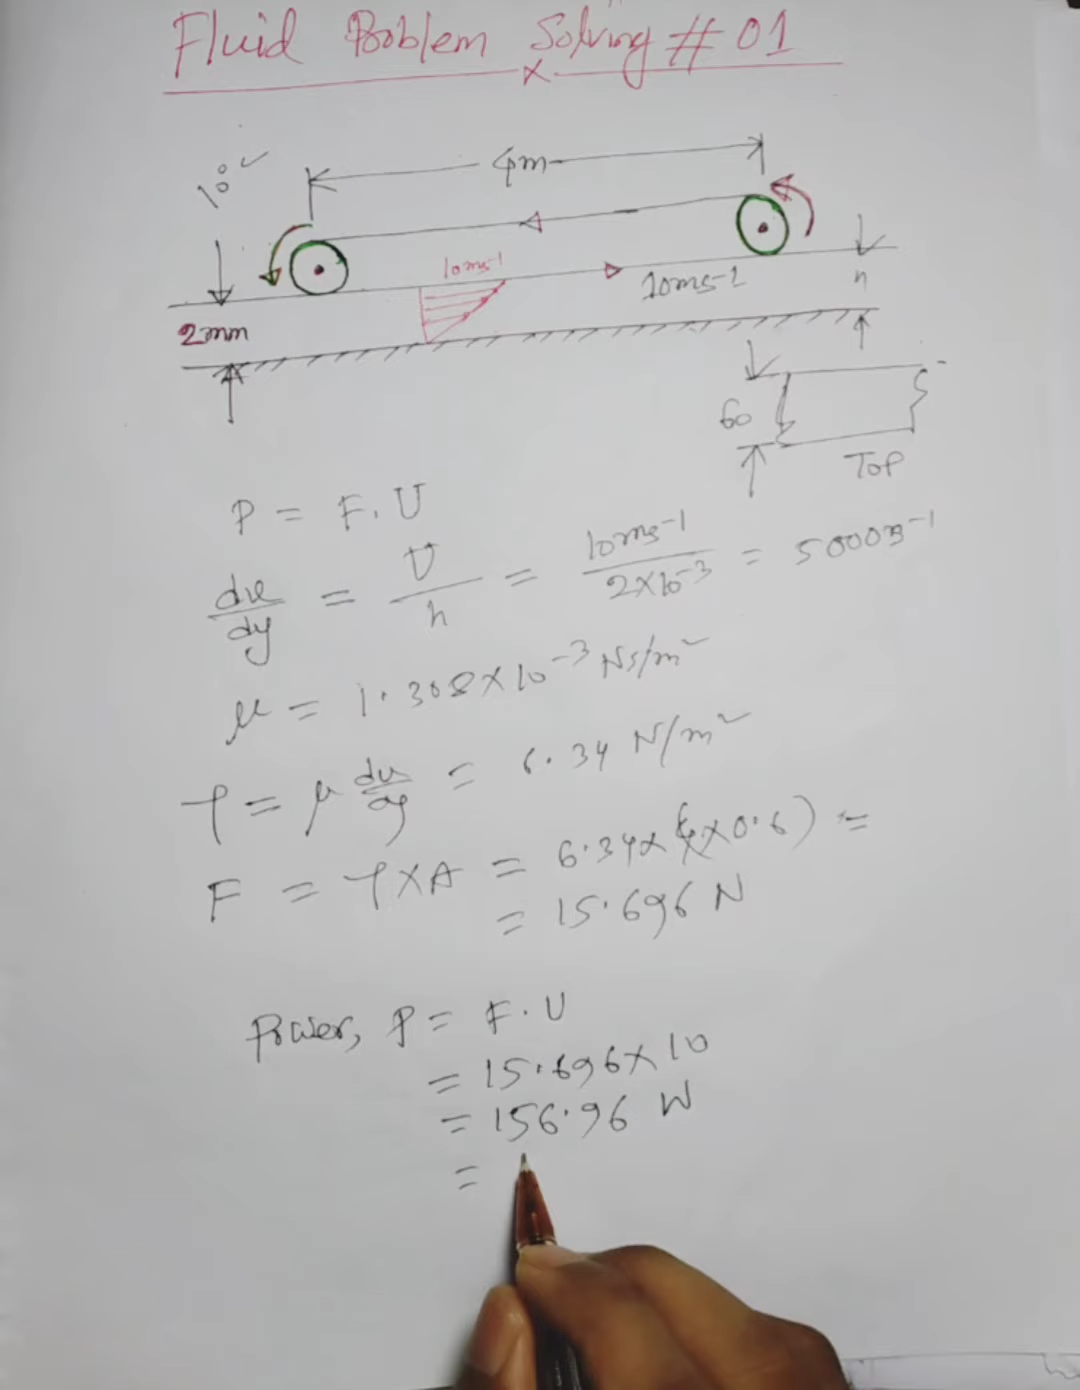 Fluid Problem Solving # 01
x
10°c
4m
10ms-1
10ms-1
h
2mm
60
Top
P = F. U
du/dy = U/h = 10ms-1/2×10-3 = 5000s-1
μ = 1.308×10-3 Ns/m2
τ = μ du/dy = 6.34 N/m2
F = τ×A = 6.34×(4×0.6) =
= 15.696 N
Power, P = F.U
= 15.696×10
= 156.96 W
=